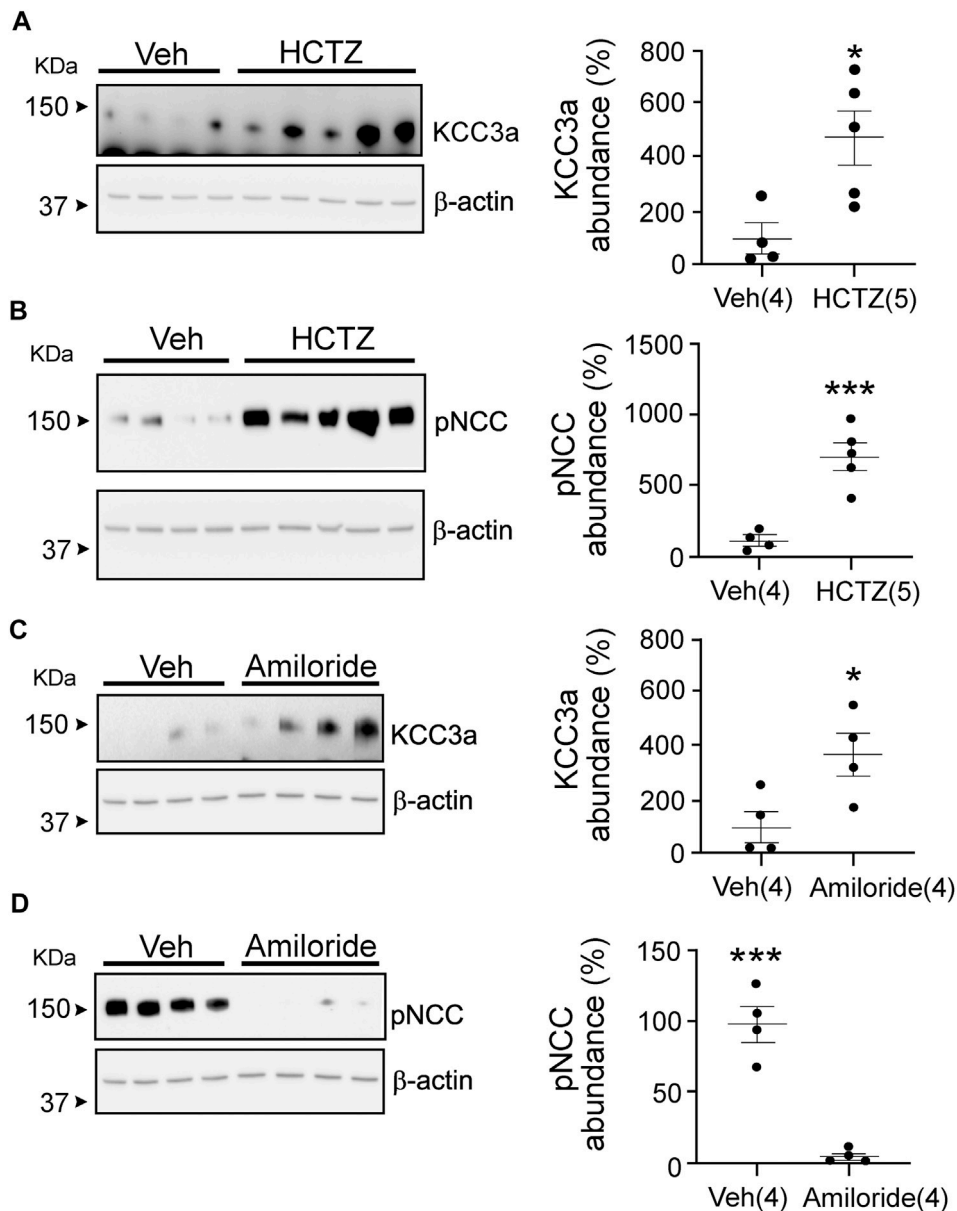 A
Veh HCTZ
KDa
150
KCC3a
37
β-actin
KCC3a
abundance (%)
800
600
400
200
0
*
Veh(4) HCTZ(5)
B
Veh HCTZ
KDa
150
pNCC
37
β-actin
pNCC
abundance (%)
1500
1000
500
0
***
Veh(4) HCTZ(5)
C
Veh Amiloride
KDa
150
KCC3a
37
β-actin
KCC3a
abundance (%)
800
600
400
200
0
*
Veh(4) Amiloride(4)
D
Veh Amiloride
KDa
150
pNCC
37
β-actin
pNCC
abundance (%)
150
100
50
0
***
Veh(4) Amiloride(4)